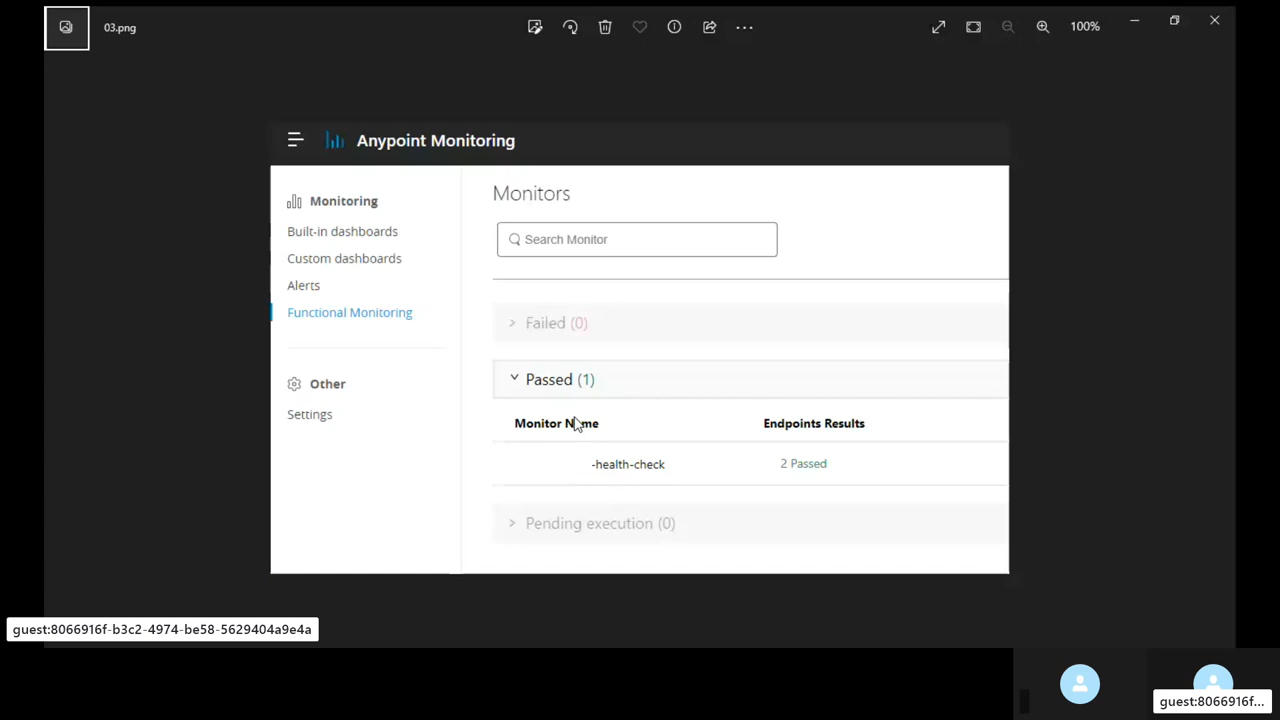 03.png
100%
Anypoint Monitoring
Monitoring
Built-in dashboards
Custom dashboards
Alerts
Functional Monitoring
Other
Settings
Monitors
Search Monitor
Failed (0)
Passed (1)
Monitor Name
Endpoints Results
-health-check
2 Passed
Pending execution (0)
guest:8066916f-b3c2-4974-be58-5629404a9e4a
guest:8066916f...